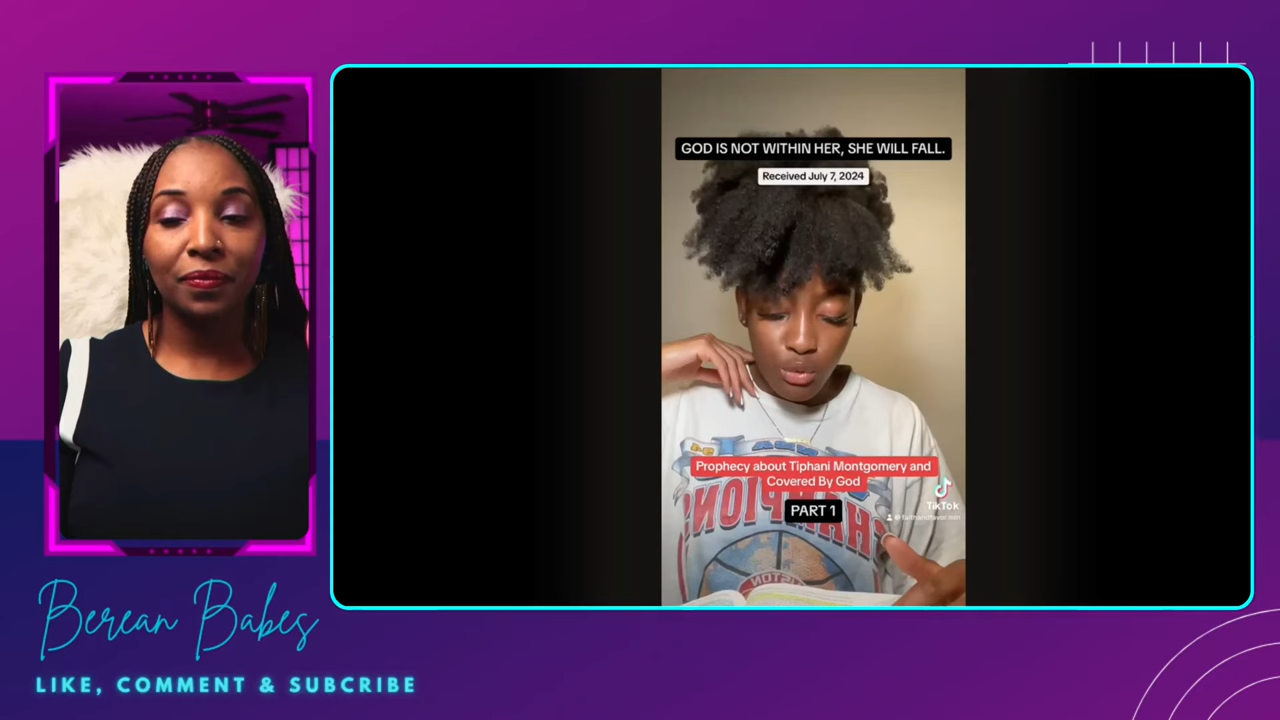 GOD IS NOT WITHIN HER, SHE WILL FALL.
Received July 7, 2024
Prophecy about Tiphani Montgomery and
Covered By God
PART 1
TikTok
CHAMPIONS
Berean Babes
LIKE, COMMENT & SUBCRIBE